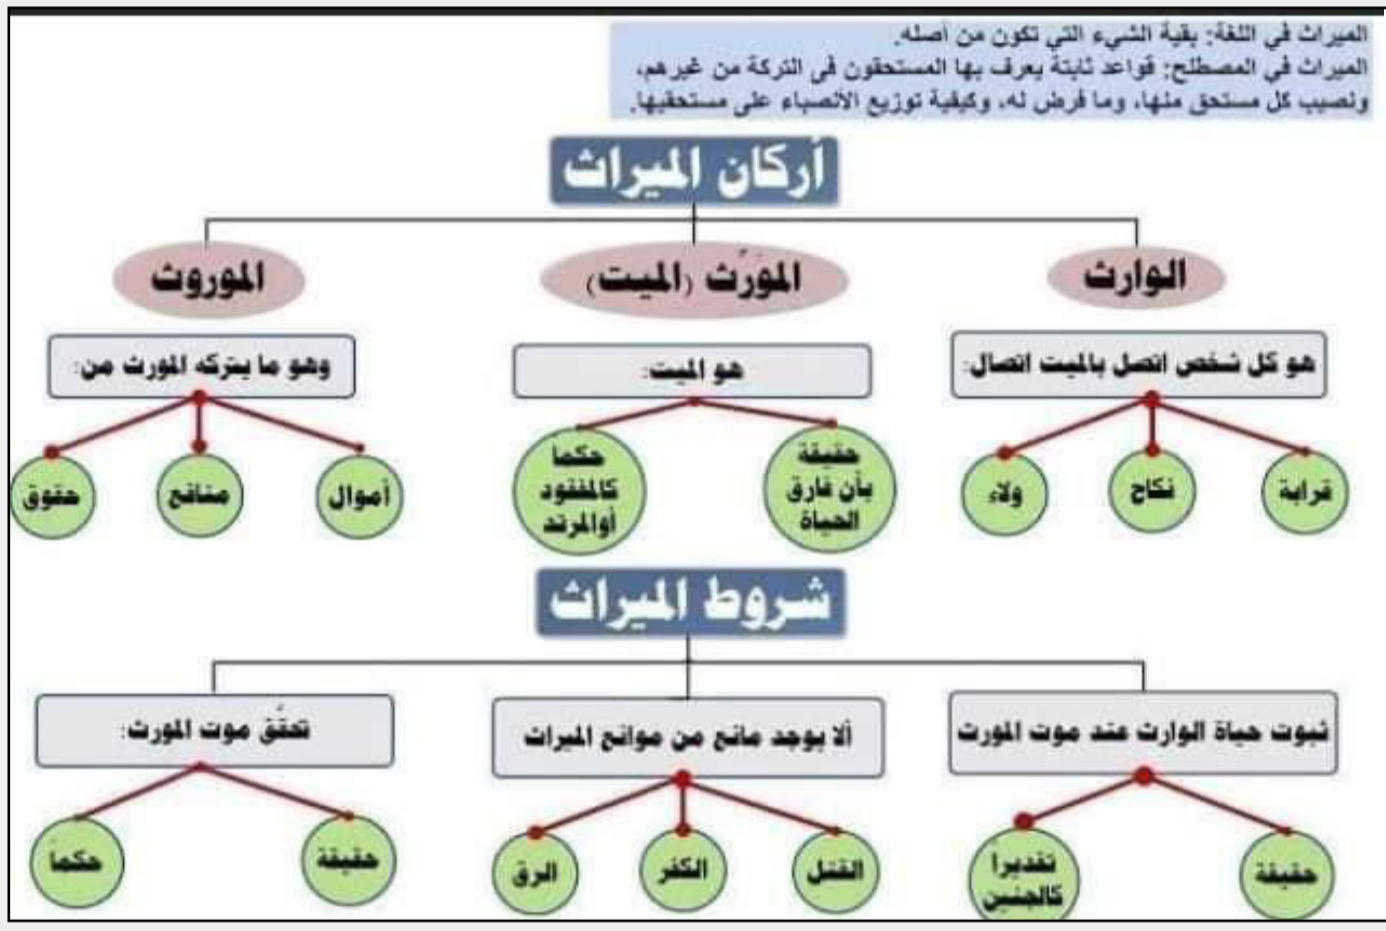 الميراث في اللغة: بقية الشيء التي تكون من أصله.
الميراث في المصطلح: قواعد ثابتة يعرف بها المستحقون في التركة من غيرهم،
ونصيب كل مستحق منها، وما فرض له، وكيفية توزيع الأنصباء على مستحقيها.
أركان الميراث
الوارث
المُوَرِّث (الميت)
الموروث
هو كل شخص اتصل بالميت اتصال:
هو الميت:
وهو ما يتركه المورث من:
قرابة
نكاح
ولاء
حقيقة
بأن فارق
الحياة
حكماً
كالمفقود
أوالمرتد
أموال
منافع
حقوق
شروط الميراث
ثبوت حياة الوارث عند موت المورث
ألا يوجد مانع من موانع الميراث
تحقّق موت المورث:
حقيقة
تقديراً
كالجنين
القتل
الكفر
الرق
حقيقة
حكماً